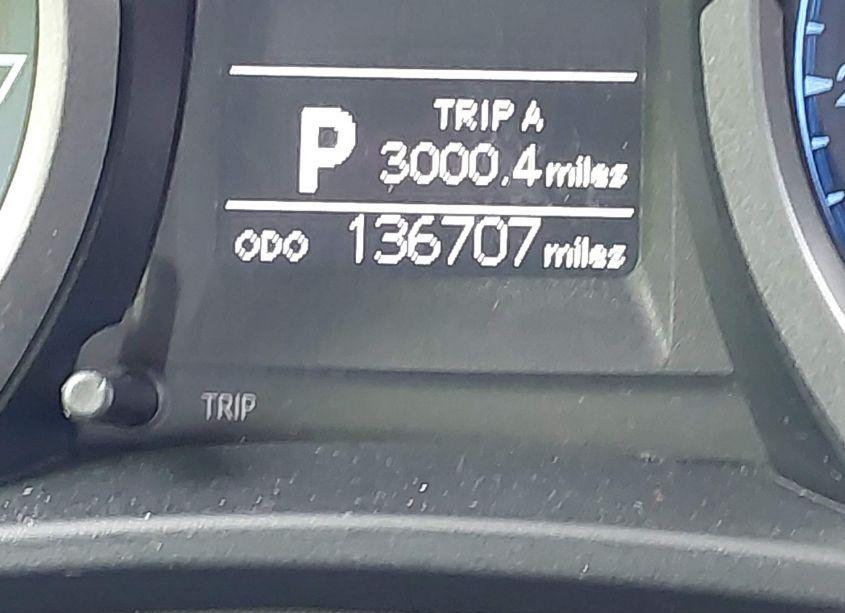 TRIP A
P 3000.4 miles
ODO 136707 miles
TRIP